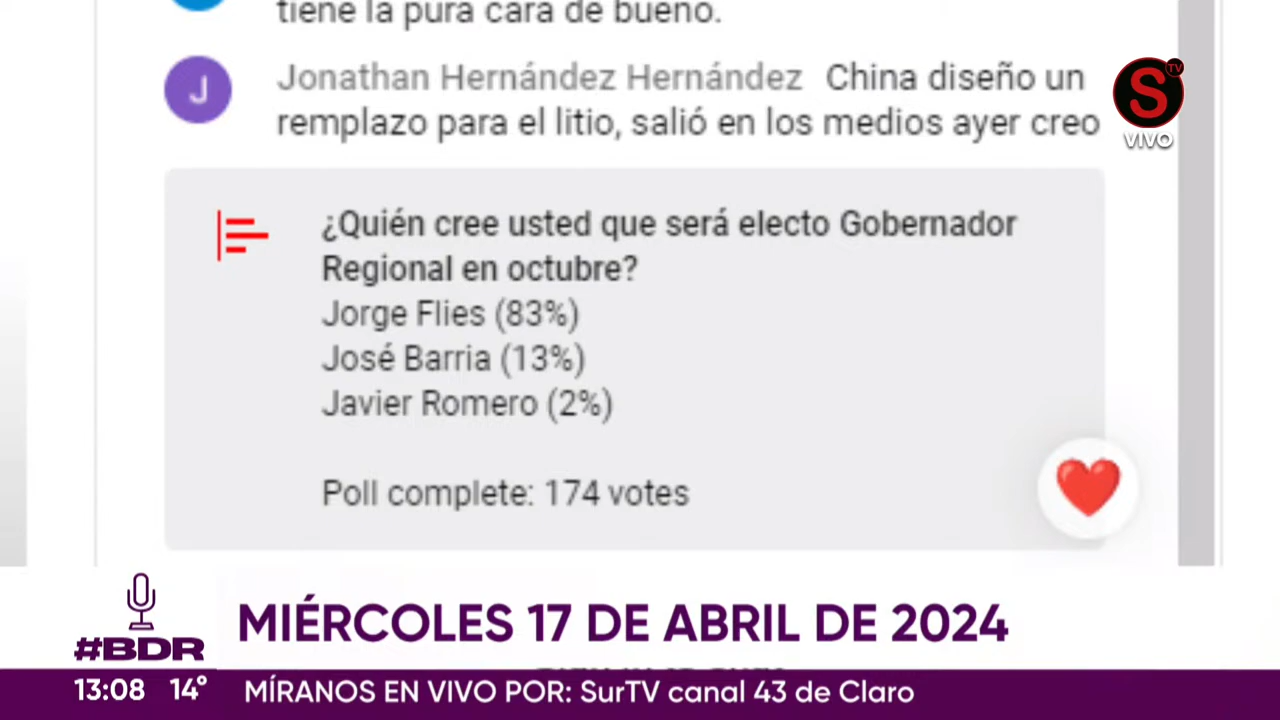 tiene la pura cara de bueno.
J
Jonathan Hernández Hernández China diseño un
remplazo para el litio, salió en los medios ayer creo
S TV
VIVO
¿Quién cree usted que será electo Gobernador
Regional en octubre?
Jorge Flies (83%)
José Barria (13%)
Javier Romero (2%)
Poll complete: 174 votes
#BDR
MIÉRCOLES 17 DE ABRIL DE 2024
13:08 14°
MÍRANOS EN VIVO POR: SurTV canal 43 de Claro